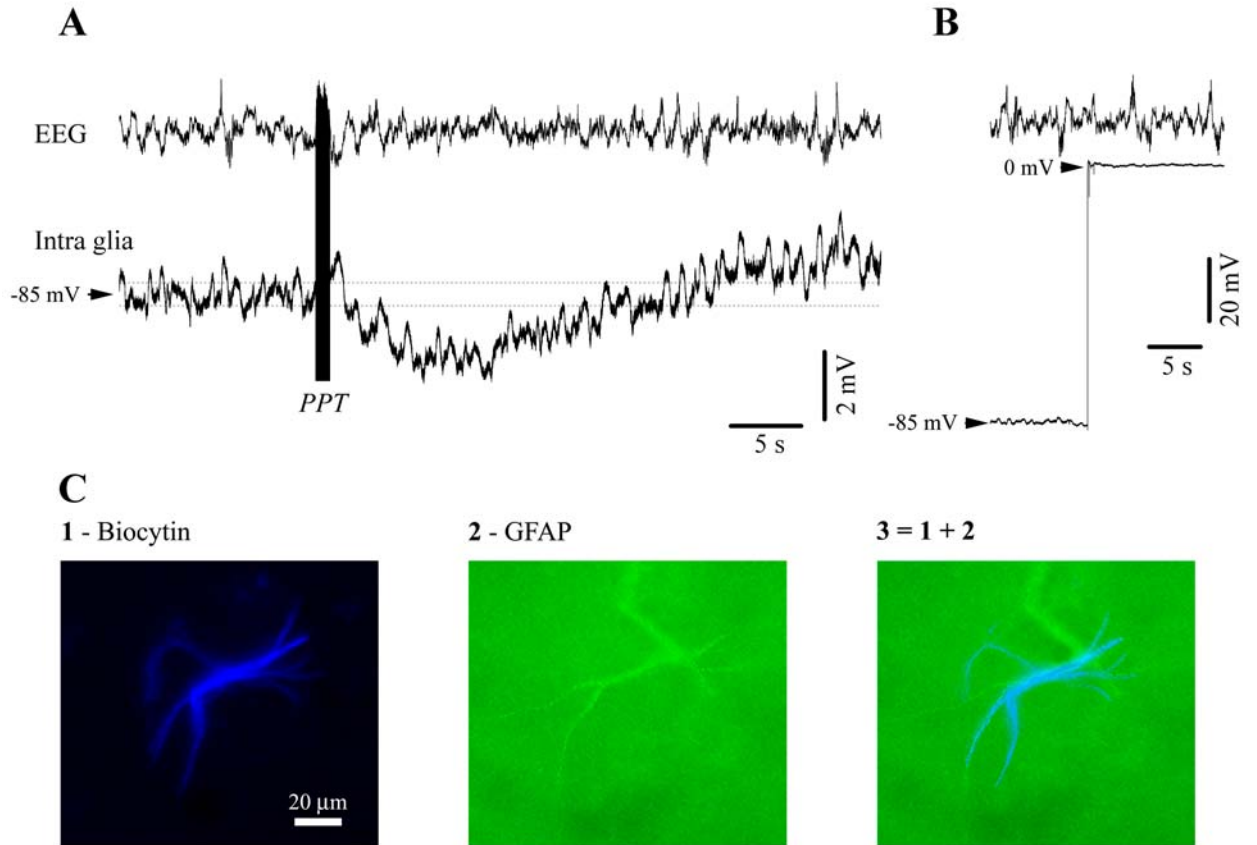 A
B
EEG
0 mV
Intra glia
-85 mV
20 mV
2 mV
5 s
PPT
5 s
-85 mV
C
1 - Biocytin
2 - GFAP
3 = 1 + 2
20 μm